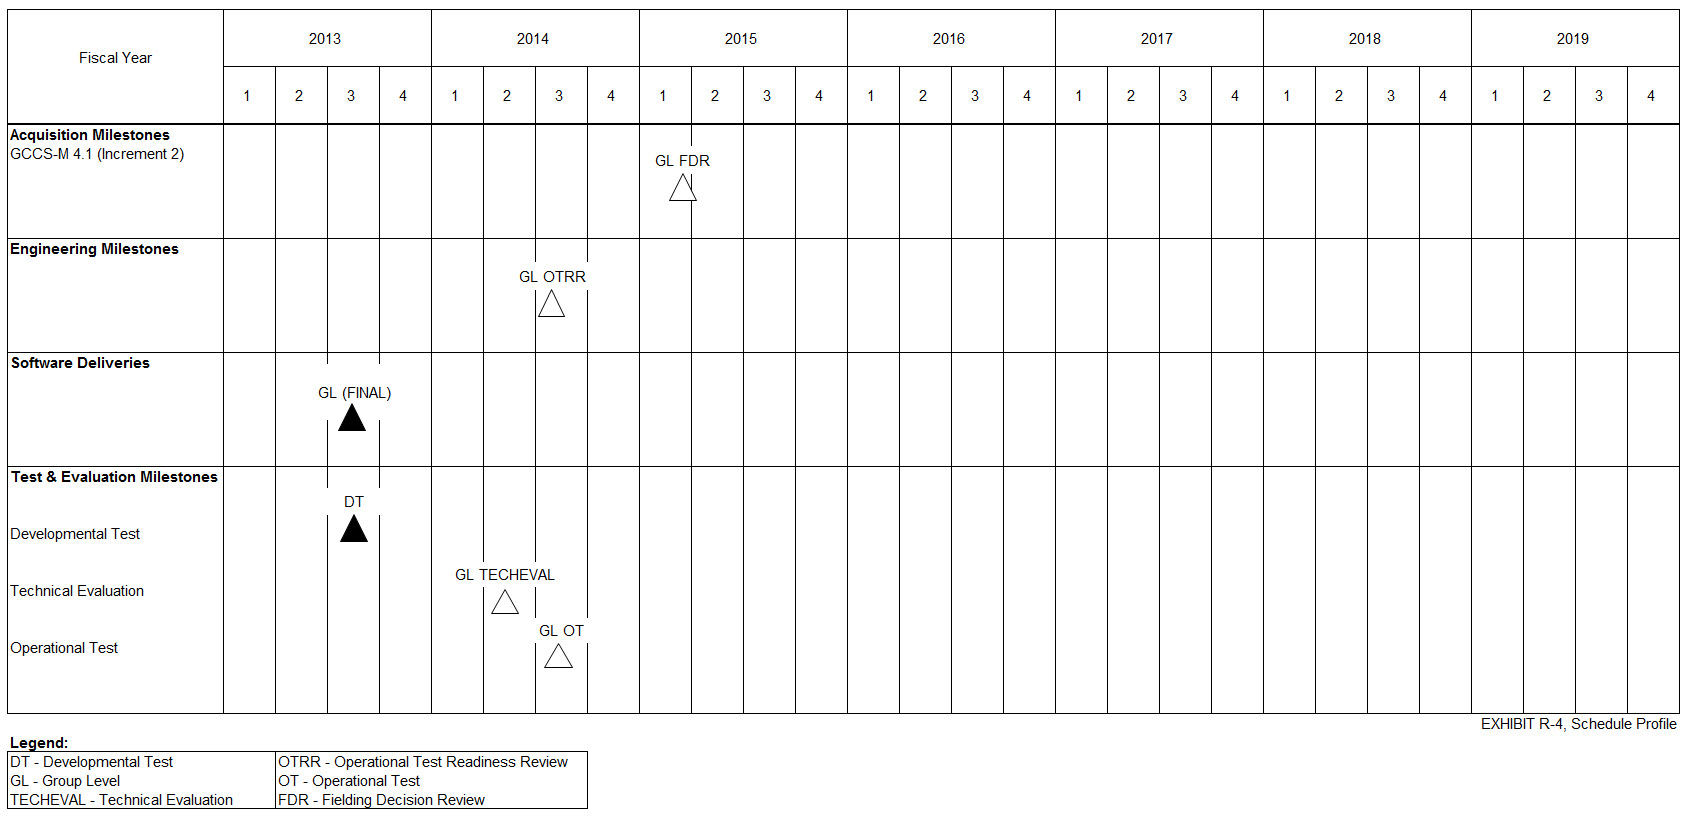 Fiscal Year
2013 2014 2015 2016 2017 2018 2019
1 2 3 4 1 2 3 4 1 2 3 4 1 2 3 4 1 2 3 4 1 2 3 4 1 2 3 4
Acquisition Milestones
GCCS-M 4.1 (Increment 2)
GL FDR
Engineering Milestones
GL OTRR
Software Deliveries
GL (FINAL)
Test & Evaluation Milestones
DT
Developmental Test
GL TECHEVAL
Technical Evaluation
GL OT
Operational Test
EXHIBIT R-4, Schedule Profile
Legend:
DT - Developmental Test OTRR - Operational Test Readiness Review
GL - Group Level OT - Operational Test
TECHEVAL - Technical Evaluation FDR - Fielding Decision Review